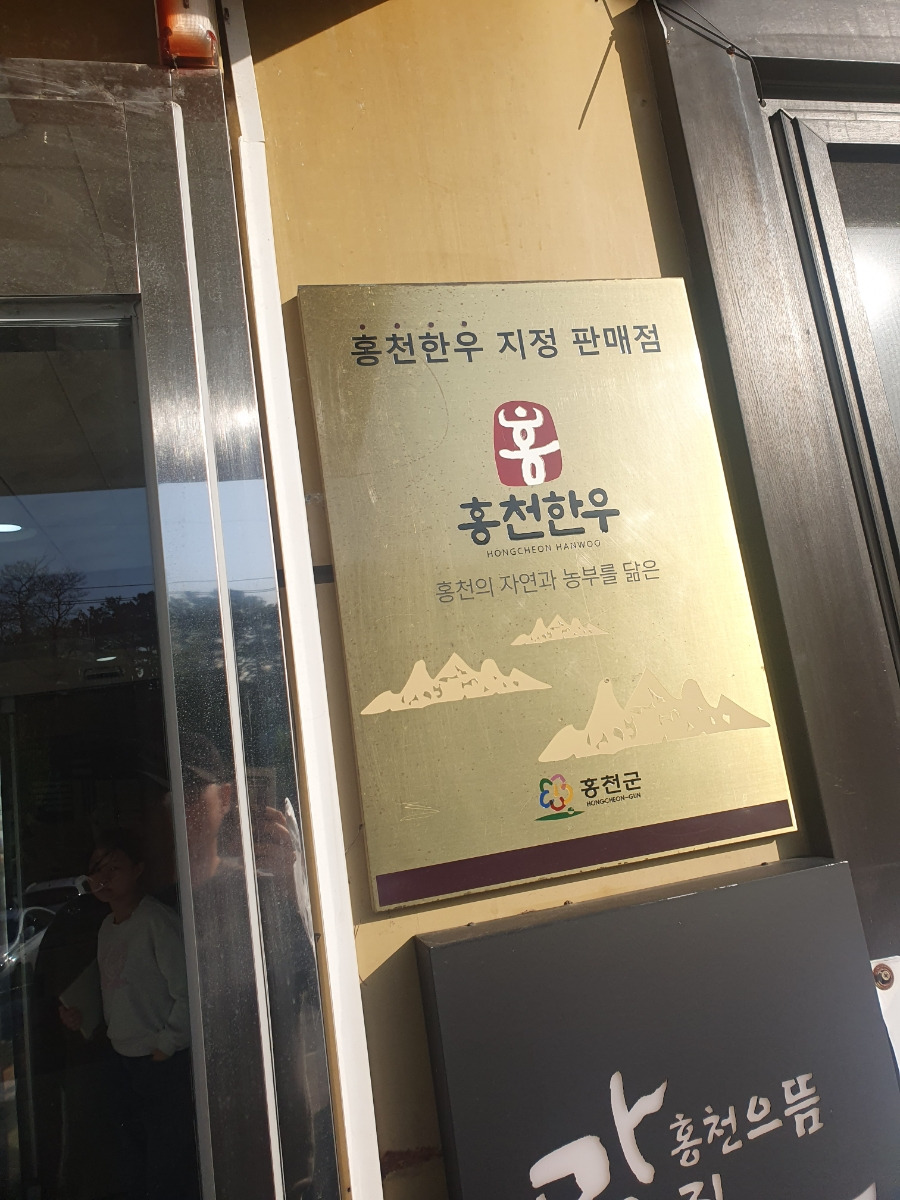 홍천한우 지정 판매점
홍
홍천한우
HONGCHEON HANWOO
홍천의 자연과 농부를 닮은
홍천군
HONGCHEON-GUN
홍천으뜸